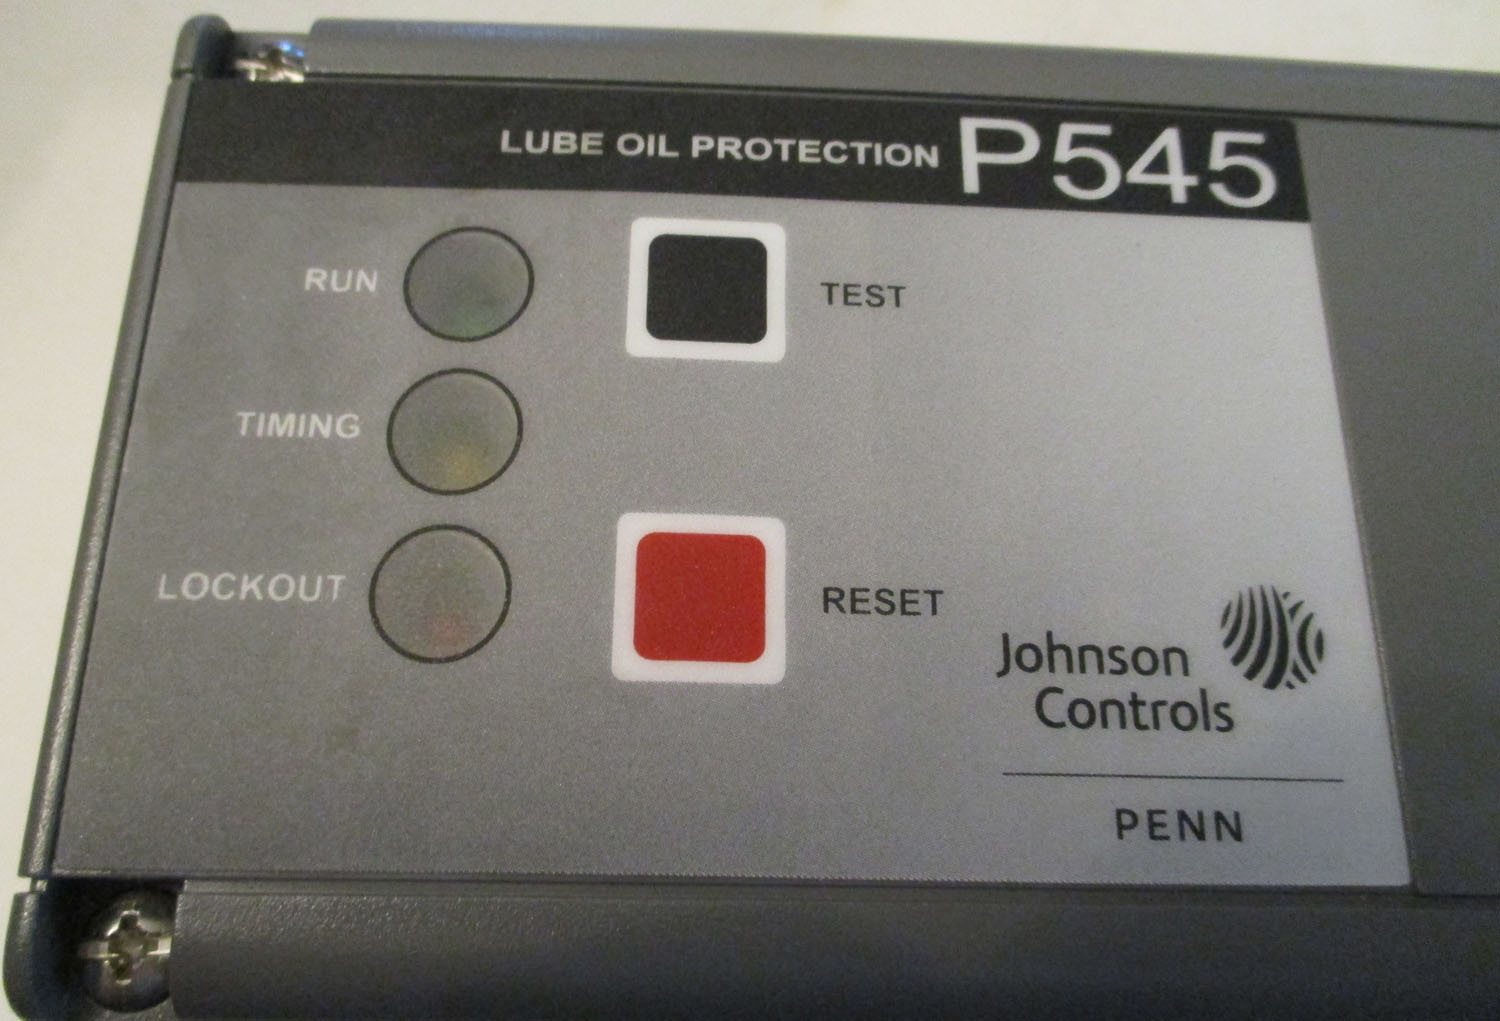 LUBE OIL PROTECTION P545
RUN
TEST
TIMING
LOCKOUT
RESET
Johnson
Controls
PENN